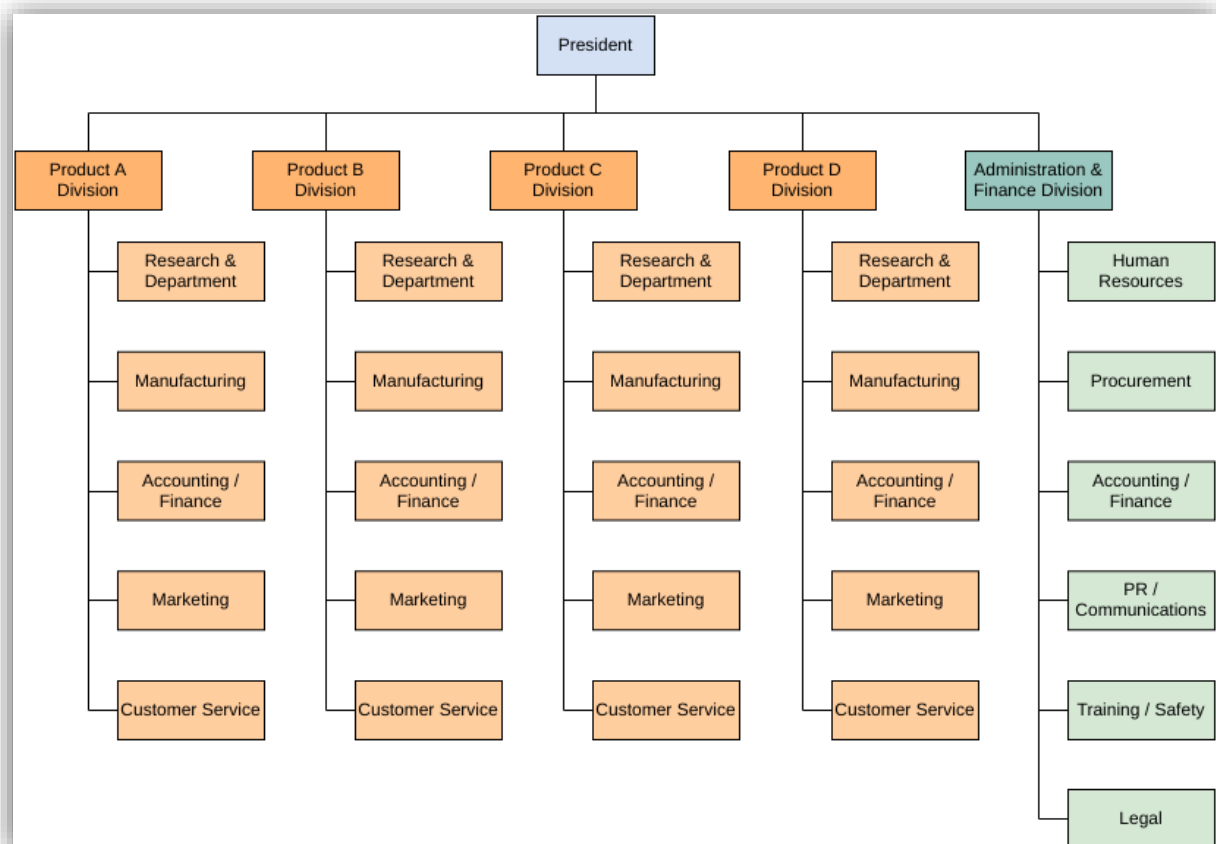 President
Product A
Division
Product B
Division
Product C
Division
Product D
Division
Administration &
Finance Division
Research &
Department
Research &
Department
Research &
Department
Research &
Department
Human
Resources
Manufacturing
Manufacturing
Manufacturing
Manufacturing
Procurement
Accounting /
Finance
Accounting /
Finance
Accounting /
Finance
Accounting /
Finance
Accounting /
Finance
Marketing
Marketing
Marketing
Marketing
PR /
Communications
Customer Service
Customer Service
Customer Service
Customer Service
Training / Safety
Legal